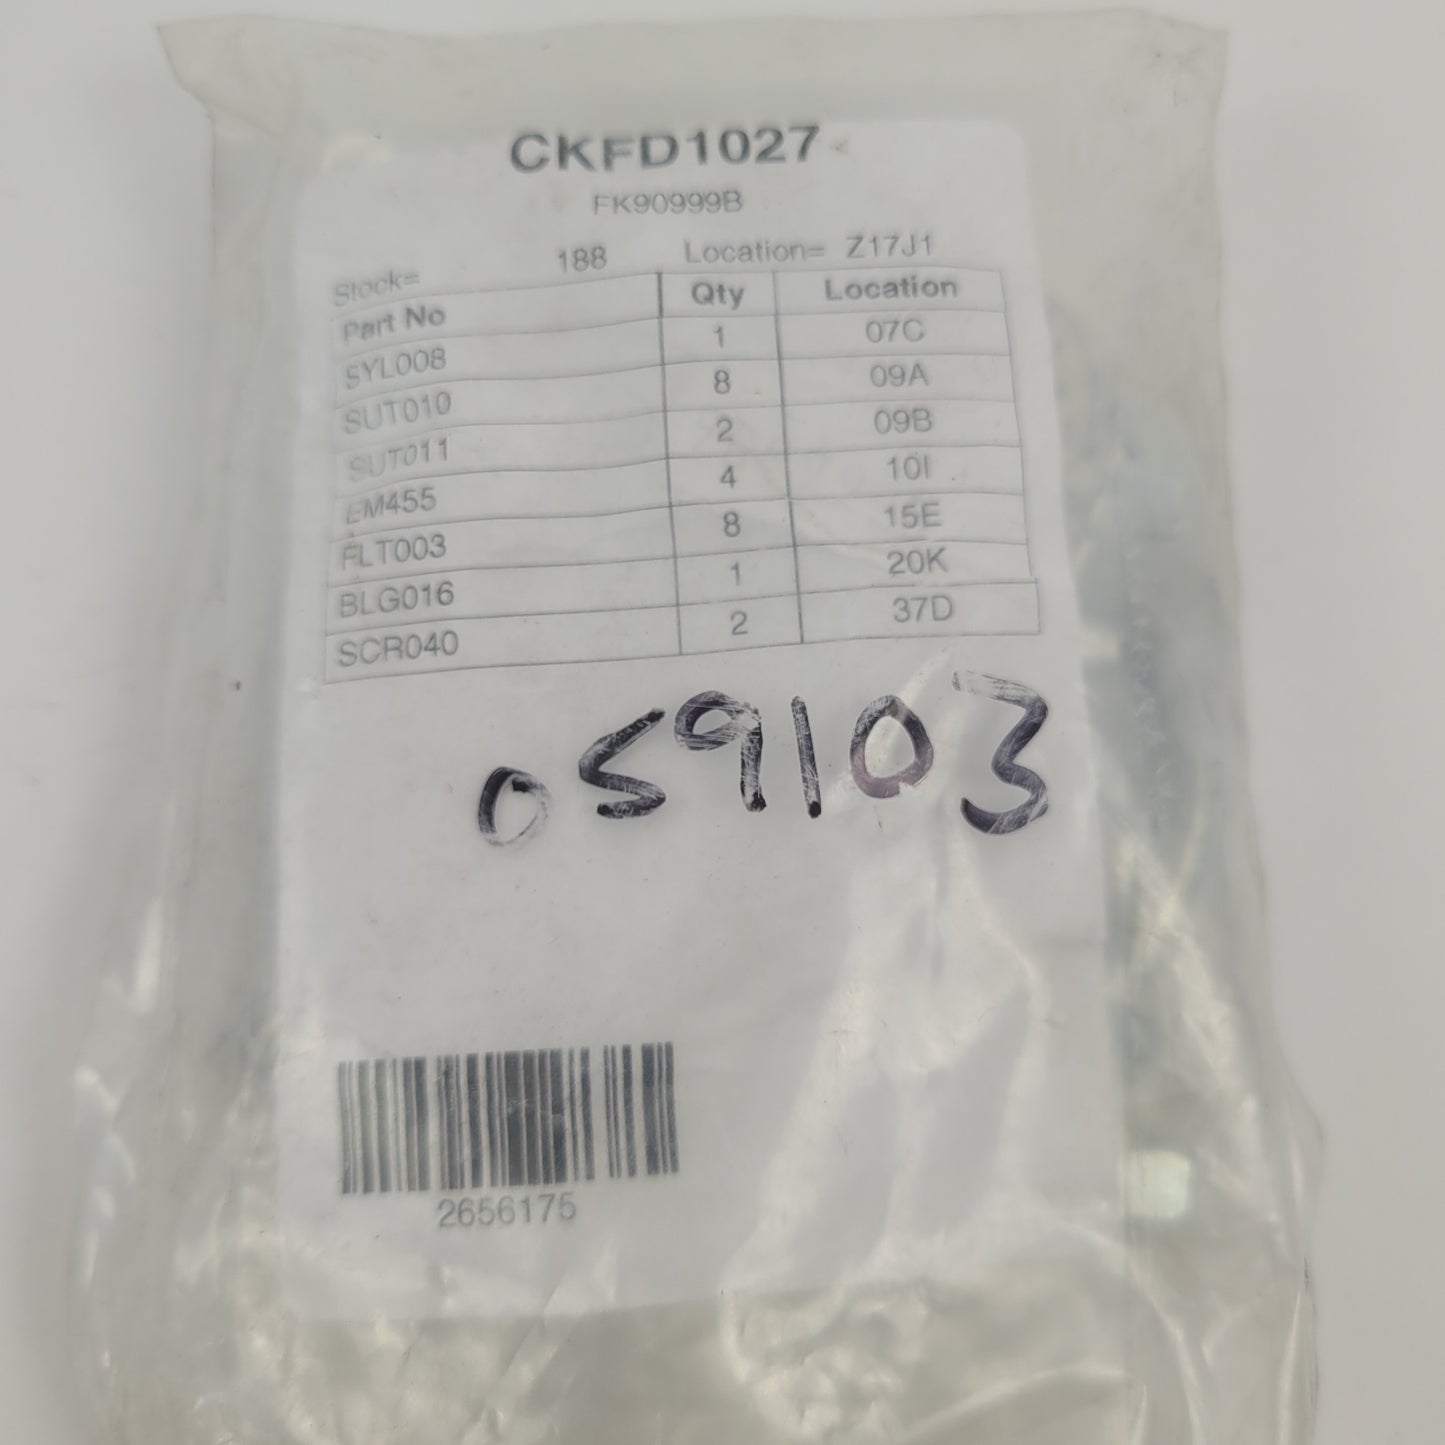 CKFD1027
FK90999B
Stock= 188 Location= Z17J1
Part No Qty Location
SYL008 1 07C
SUT010 8 09A
SUT011 2 09B
EM455 4 10I
FLT003 8 15E
BLG016 1 20K
SCR040 2 37D
059103
2656175